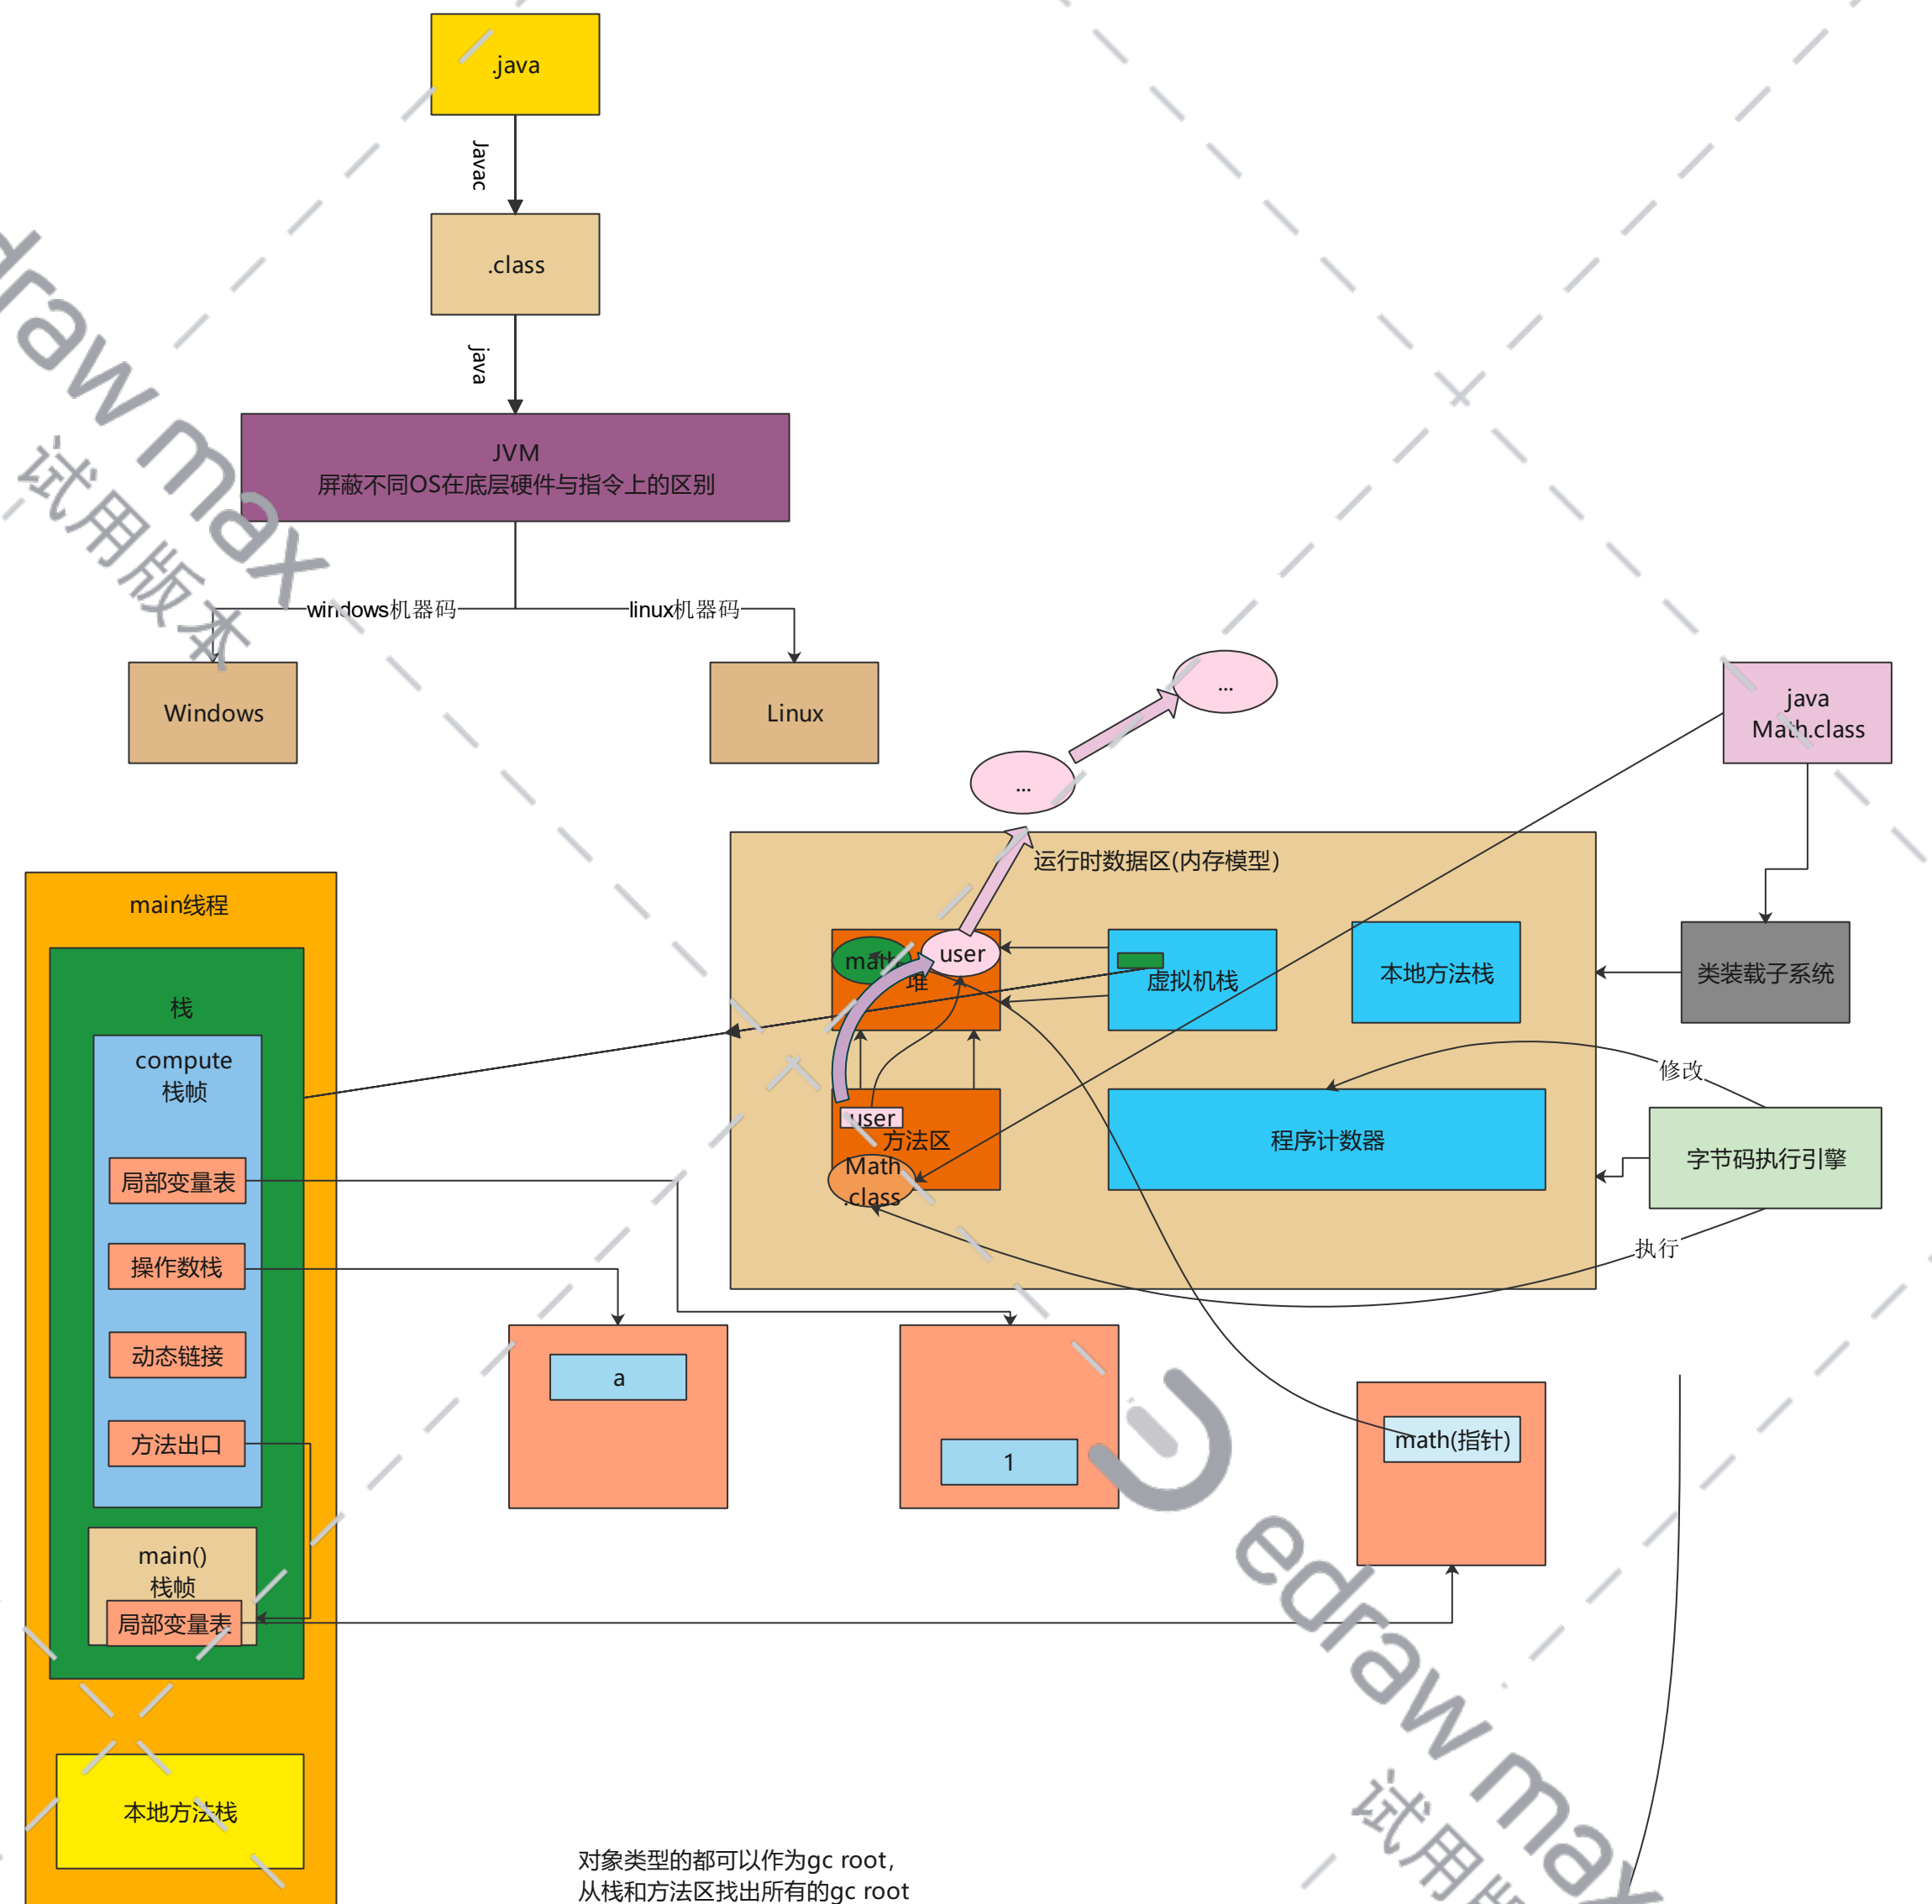 .java
Javac
.class
java
JVM
屏蔽不同OS在底层硬件与指令上的区别
windows机器码
linux机器码
Windows
Linux
...
...
java
Math.class
运行时数据区(内存模型)
math
user
堆
虚拟机栈
本地方法栈
类装载子系统
user
方法区
Math
.class
程序计数器
修改
字节码执行引擎
执行
main线程
栈
compute
栈帧
局部变量表
操作数栈
动态链接
方法出口
main()
栈帧
局部变量表
本地方法栈
a
1
math(指针)
对象类型的都可以作为gc root,
从栈和方法区找出所有的gc root
draw max
试用版本
edraw max
试用版